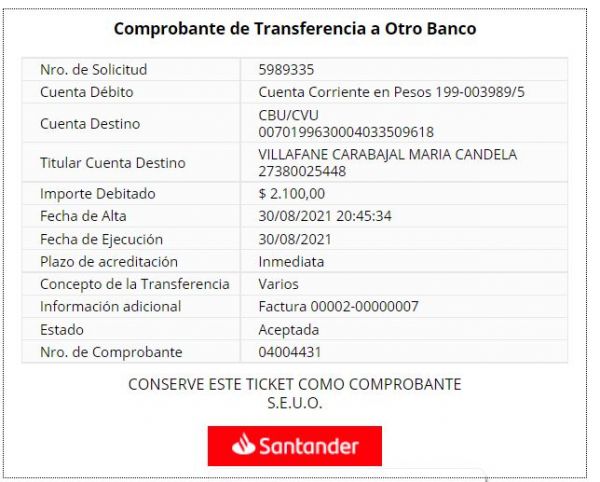 Comprobante de Transferencia a Otro Banco
Nro. de Solicitud 5989335
Cuenta Débito Cuenta Corriente en Pesos 199-003989/5
Cuenta Destino CBU/CVU
0070199630004033509618
Titular Cuenta Destino VILLAFANE CARABAJAL MARIA CANDELA
27380025448
Importe Debitado $ 2.100,00
Fecha de Alta 30/08/2021 20:45:34
Fecha de Ejecución 30/08/2021
Plazo de acreditación Inmediata
Concepto de la Transferencia Varios
Información adicional Factura 00002-00000007
Estado Aceptada
Nro. de Comprobante 04004431
CONSERVE ESTE TICKET COMO COMPROBANTE
S.E.U.O.
Santander